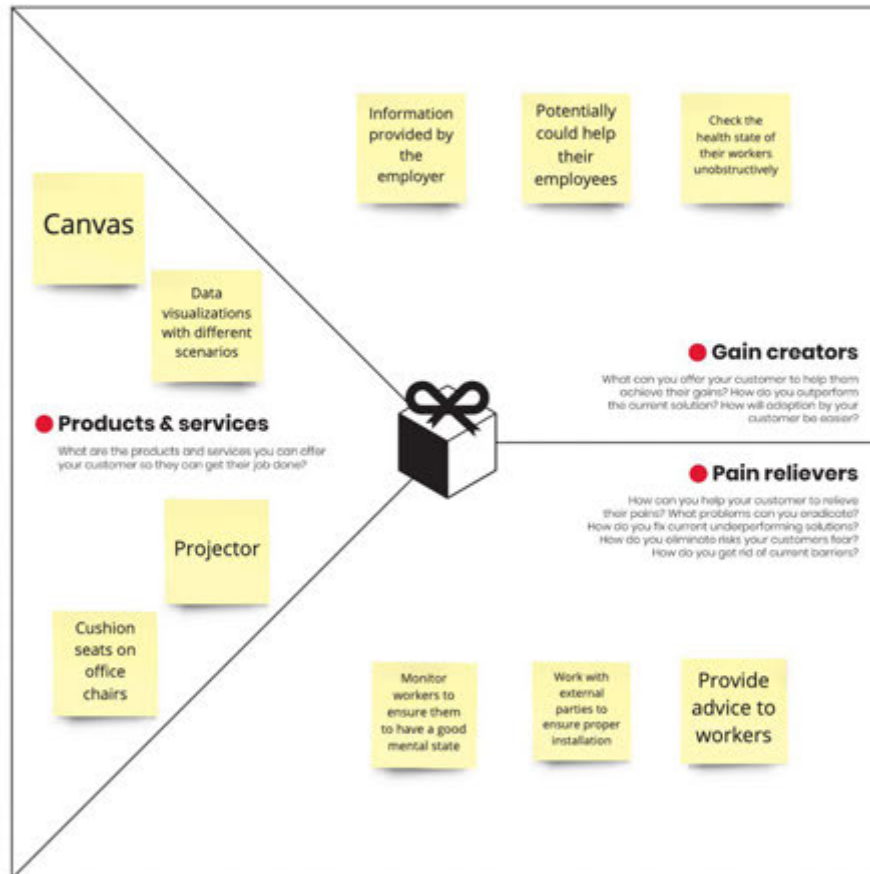 Information
provided by
the
employer
Potentially
could help
their
employees
Check the
health state of
their workers
unobstructively
Canvas
Data
visualizations
with different
scenarios
Gain creators
What can you offer your customer to help them
achieve their gains? How do you outperform
the current solution? How will adoption by your
customer be easier?
Products & services
What are the products and services you can offer
your customer so they can get their job done?
Pain relievers
How can you help your customer to relieve
their pains? What problems can you eradicate?
How do you fix current underperforming solutions?
How do you eliminate risks your customers fear?
How do you get rid of current barriers?
Projector
Cushion
seats on
office
chairs
Monitor
workers to
ensure them
to have a good
mental state
Work with
external
parties to
ensure proper
installation
Provide
advice to
workers